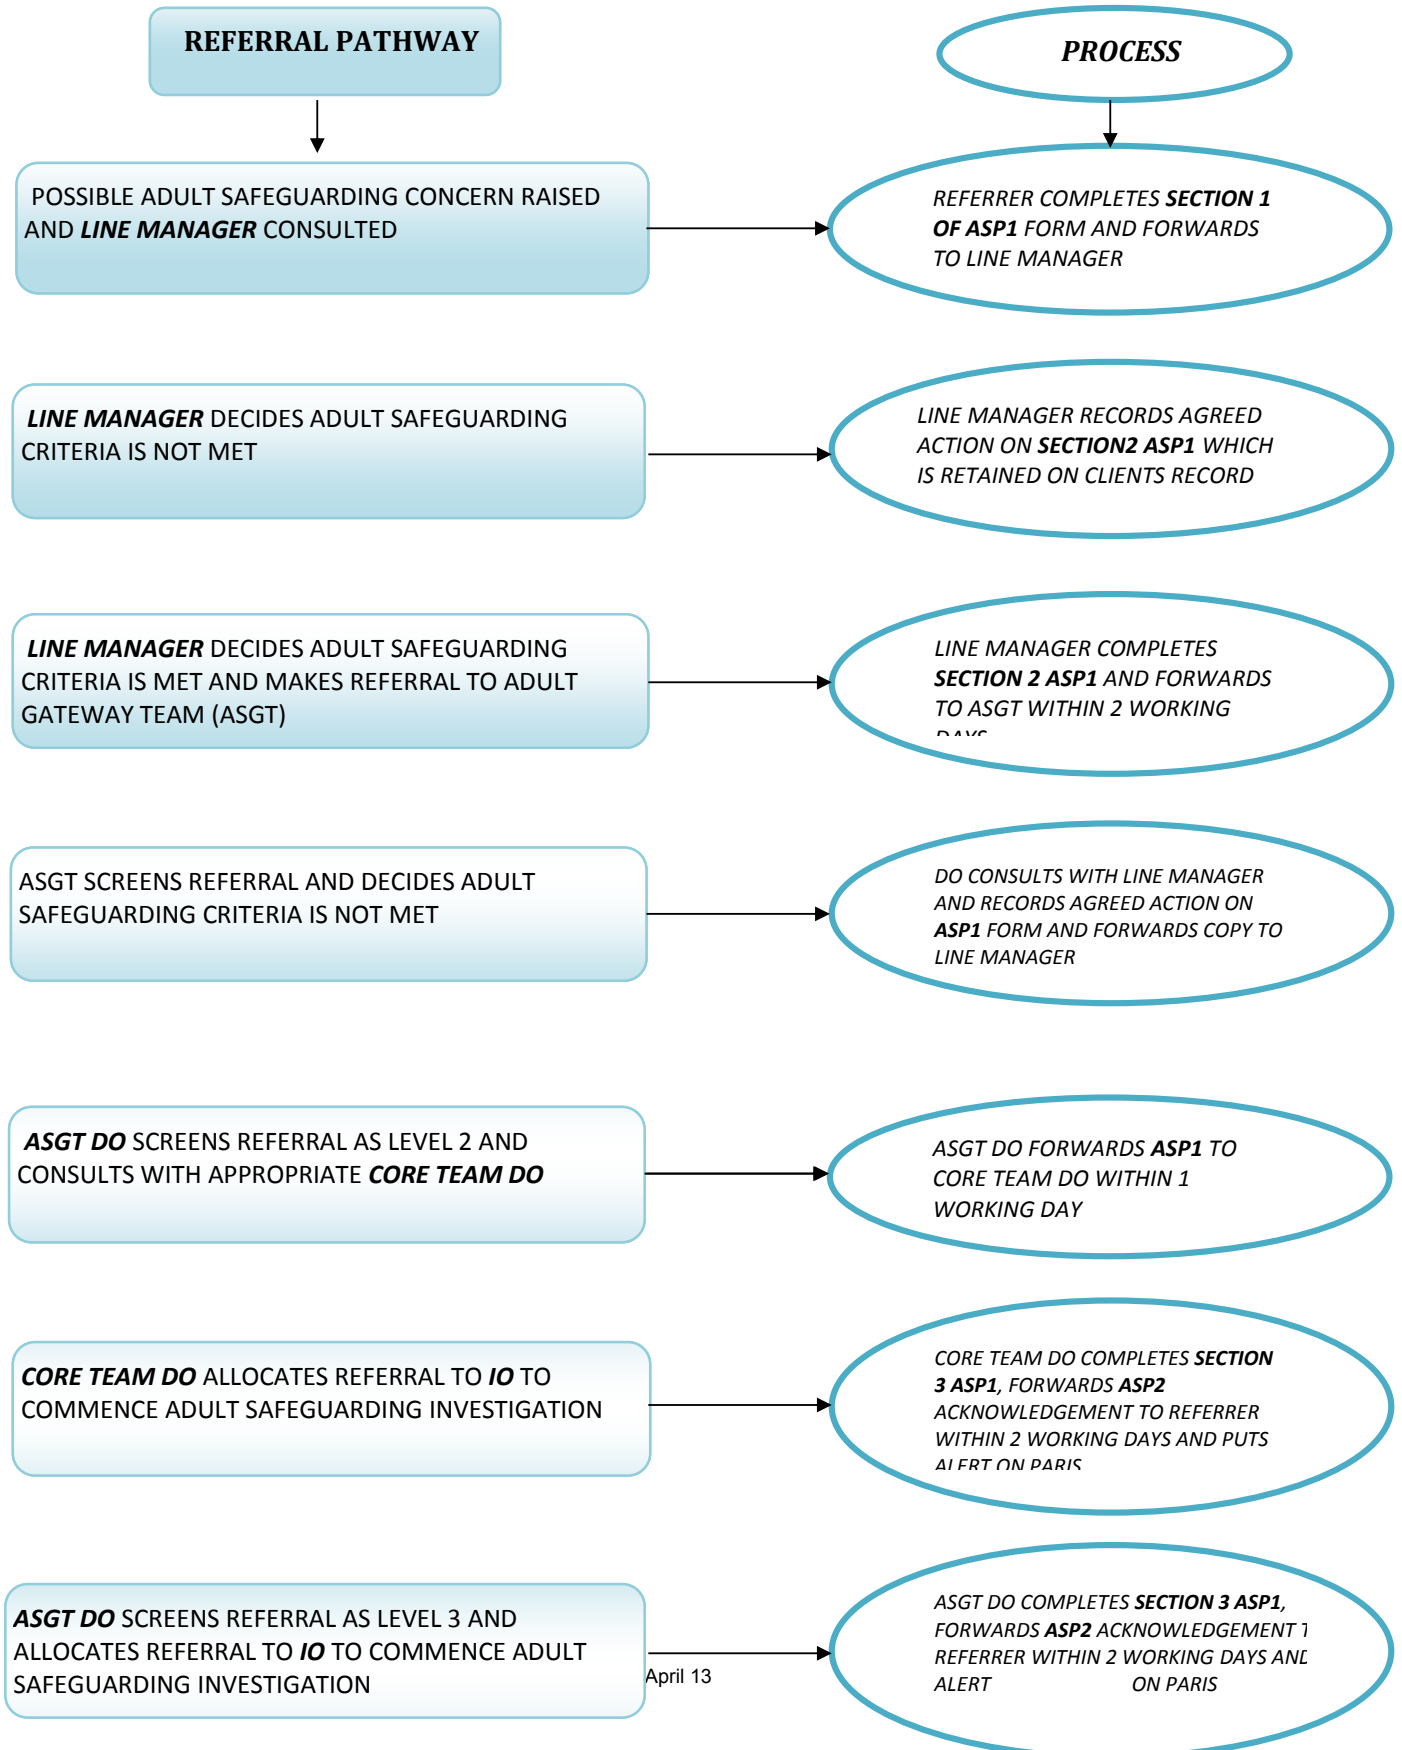 REFERRAL PATHWAY
PROCESS
POSSIBLE ADULT SAFEGUARDING CONCERN RAISED
AND LINE MANAGER CONSULTED
REFERRER COMPLETES SECTION 1
OF ASP1 FORM AND FORWARDS
TO LINE MANAGER
LINE MANAGER DECIDES ADULT SAFEGUARDING
CRITERIA IS NOT MET
LINE MANAGER RECORDS AGREED
ACTION ON SECTION2 ASP1 WHICH
IS RETAINED ON CLIENTS RECORD
LINE MANAGER DECIDES ADULT SAFEGUARDING
CRITERIA IS MET AND MAKES REFERRAL TO ADULT
GATEWAY TEAM (ASGT)
LINE MANAGER COMPLETES
SECTION 2 ASP1 AND FORWARDS
TO ASGT WITHIN 2 WORKING
DAYS
ASGT SCREENS REFERRAL AND DECIDES ADULT
SAFEGUARDING CRITERIA IS NOT MET
DO CONSULTS WITH LINE MANAGER
AND RECORDS AGREED ACTION ON
ASP1 FORM AND FORWARDS COPY TO
LINE MANAGER
ASGT DO SCREENS REFERRAL AS LEVEL 2 AND
CONSULTS WITH APPROPRIATE CORE TEAM DO
ASGT DO FORWARDS ASP1 TO
CORE TEAM DO WITHIN 1
WORKING DAY
CORE TEAM DO ALLOCATES REFERRAL TO IO TO
COMMENCE ADULT SAFEGUARDING INVESTIGATION
CORE TEAM DO COMPLETES SECTION
3 ASP1, FORWARDS ASP2
ACKNOWLEDGEMENT TO REFERRER
WITHIN 2 WORKING DAYS AND PUTS
ALERT ON PARIS
ASGT DO SCREENS REFERRAL AS LEVEL 3 AND
ALLOCATES REFERRAL TO IO TO COMMENCE ADULT
SAFEGUARDING INVESTIGATION
ASGT DO COMPLETES SECTION 3 ASP1,
FORWARDS ASP2 ACKNOWLEDGEMENT
REFERRER WITHIN 2 WORKING DAYS AND
ALERT ON PARIS
April 13